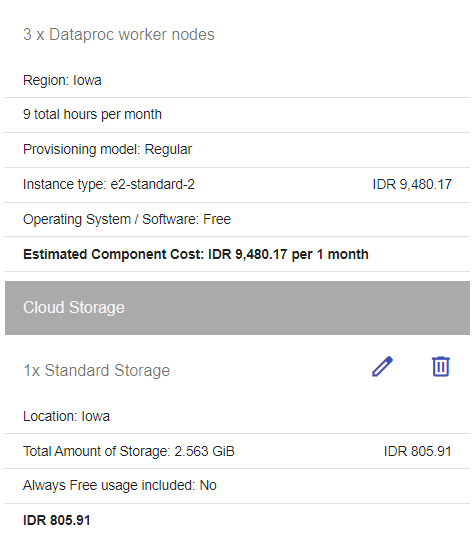 3 x Dataproc worker nodes
Region: Iowa
9 total hours per month
Provisioning model: Regular
Instance type: e2-standard-2 IDR 9,480.17
Operating System / Software: Free
Estimated Component Cost: IDR 9,480.17 per 1 month
Cloud Storage
1x Standard Storage
Location: Iowa
Total Amount of Storage: 2.563 GiB IDR 805.91
Always Free usage included: No
IDR 805.91